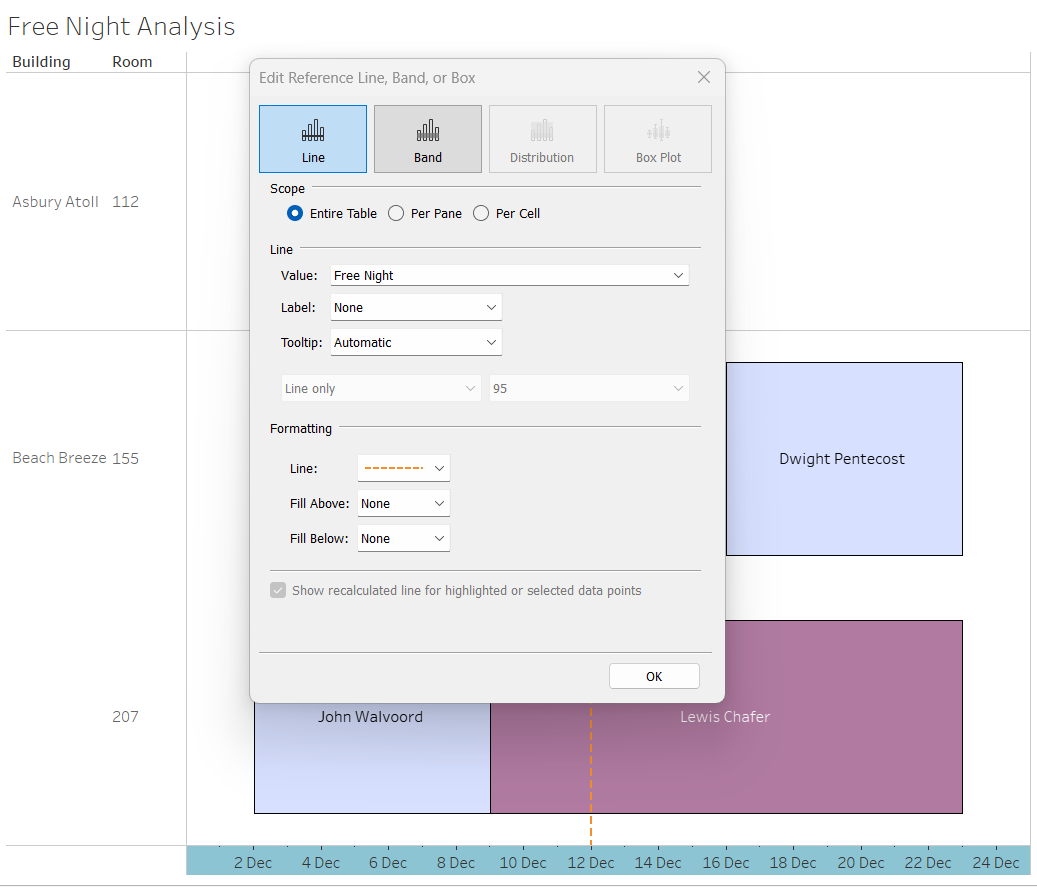 Free Night Analysis
Building Room
Edit Reference Line, Band, or Box
Line Band Distribution Box Plot
Scope
Entire Table Per Pane Per Cell
Asbury Atoll 112
Line
Value: Free Night
Label: None
Tooltip: Automatic
Line only 95
Formatting
Beach Breeze 155
Dwight Pentecost
Line:
Fill Above: None
Fill Below: None
Show recalculated line for highlighted or selected data points
OK
207
John Walvoord
Lewis Chafer
2 Dec 4 Dec 6 Dec 8 Dec 10 Dec 12 Dec 14 Dec 16 Dec 18 Dec 20 Dec 22 Dec 24 Dec